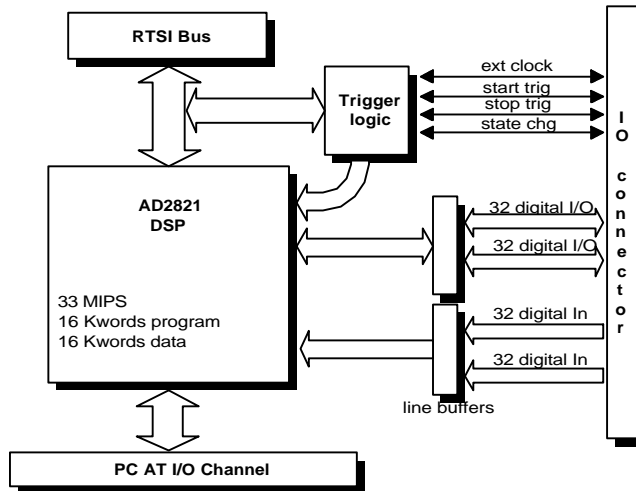 RTSI Bus
Trigger
logic
ext clock
start trig
stop trig
state chg
IO connector
AD2821
DSP
33 MIPS
16 Kwords program
16 Kwords data
32 digital I/O
32 digital I/O
32 digital In
32 digital In
line buffers
PC AT I/O Channel